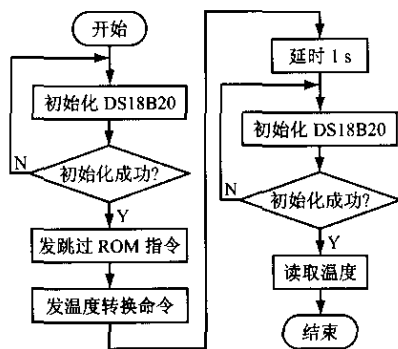 开始
初始化 DS18B20
初始化成功?
N
Y
发跳过 ROM 指令
发温度转换命令
延时 1 s
初始化 DS18B20
初始化成功?
N
Y
读取温度
结束